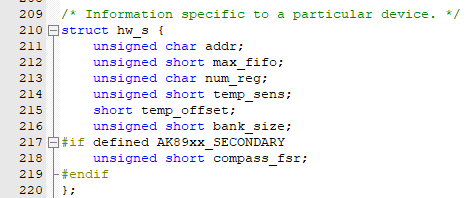 209 /* Information specific to a particular device. */
210 struct hw_s {
211     unsigned char addr;
212     unsigned short max_fifo;
213     unsigned char num_reg;
214     unsigned short temp_sens;
215     short temp_offset;
216     unsigned short bank_size;
217 #if defined AK89xx_SECONDARY
218     unsigned short compass_fsr;
219 #endif
220 };